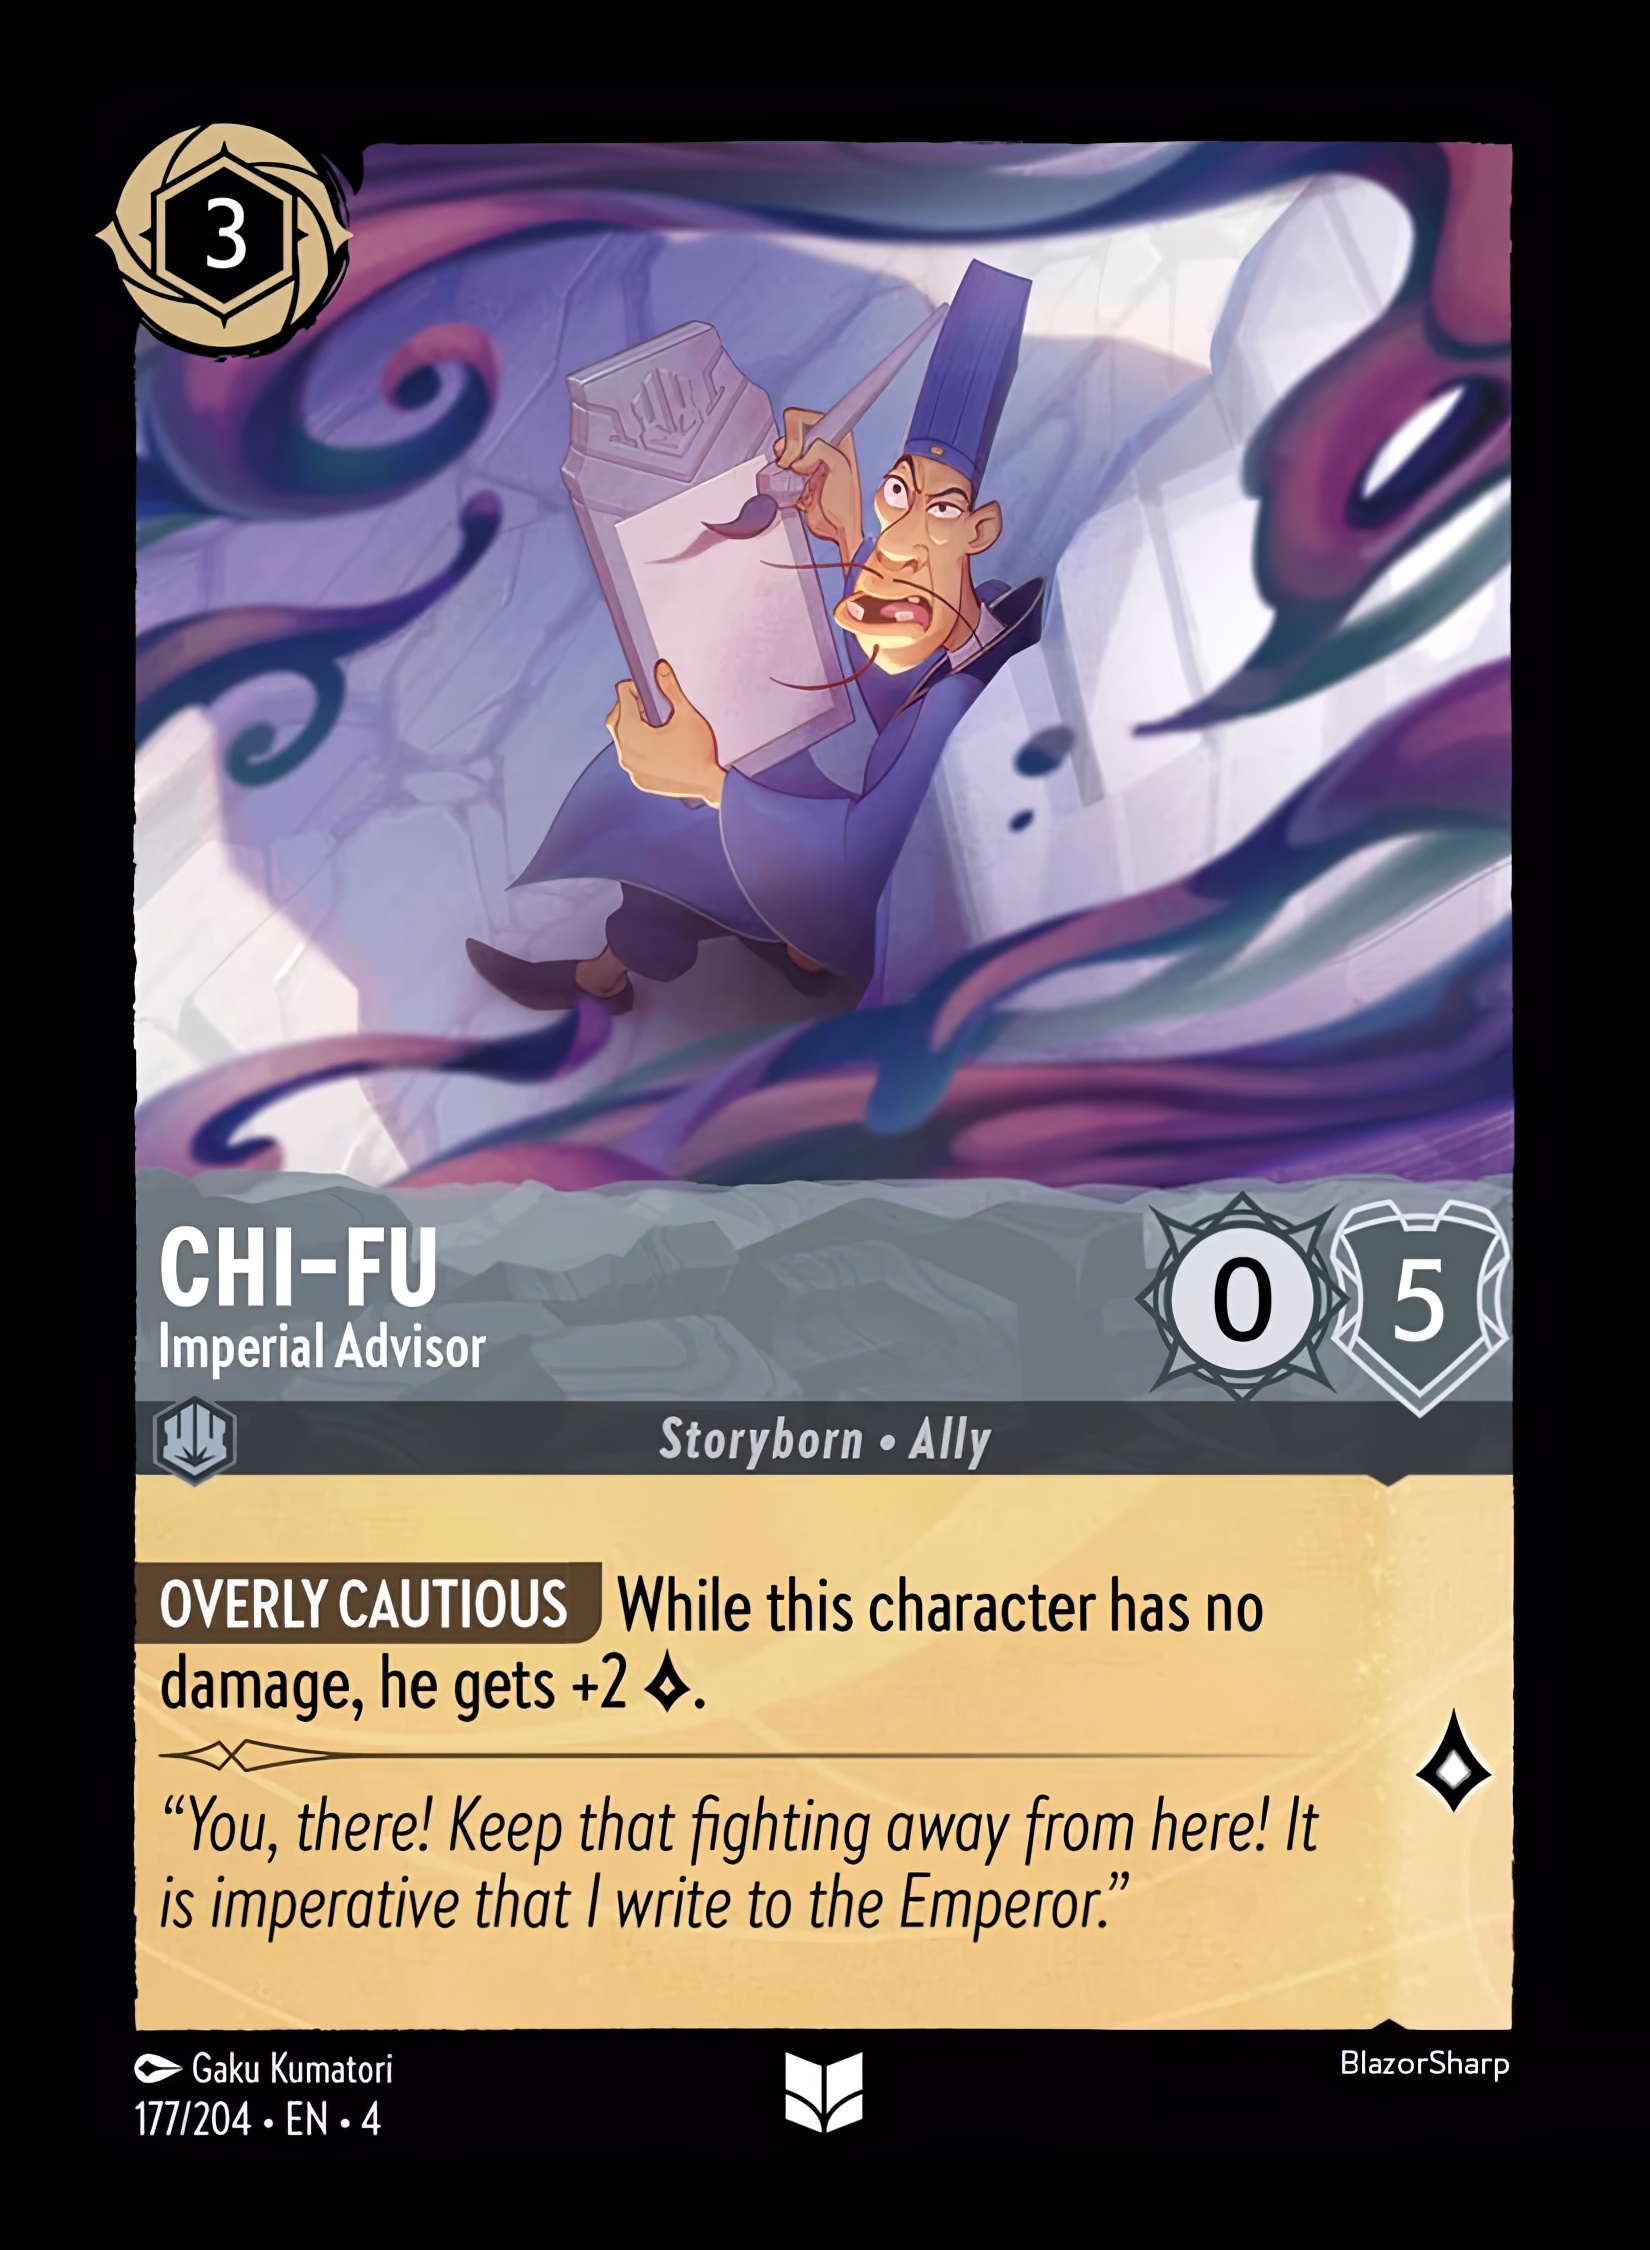 3
CHI-FU
Imperial Advisor
0
5
Storyborn • Ally
OVERLY CAUTIOUS While this character has no
damage, he gets +2 .
“You, there! Keep that fighting away from here! It
is imperative that I write to the Emperor.”
Gaku Kumatori
177/204 • EN • 4
BlazorSharp